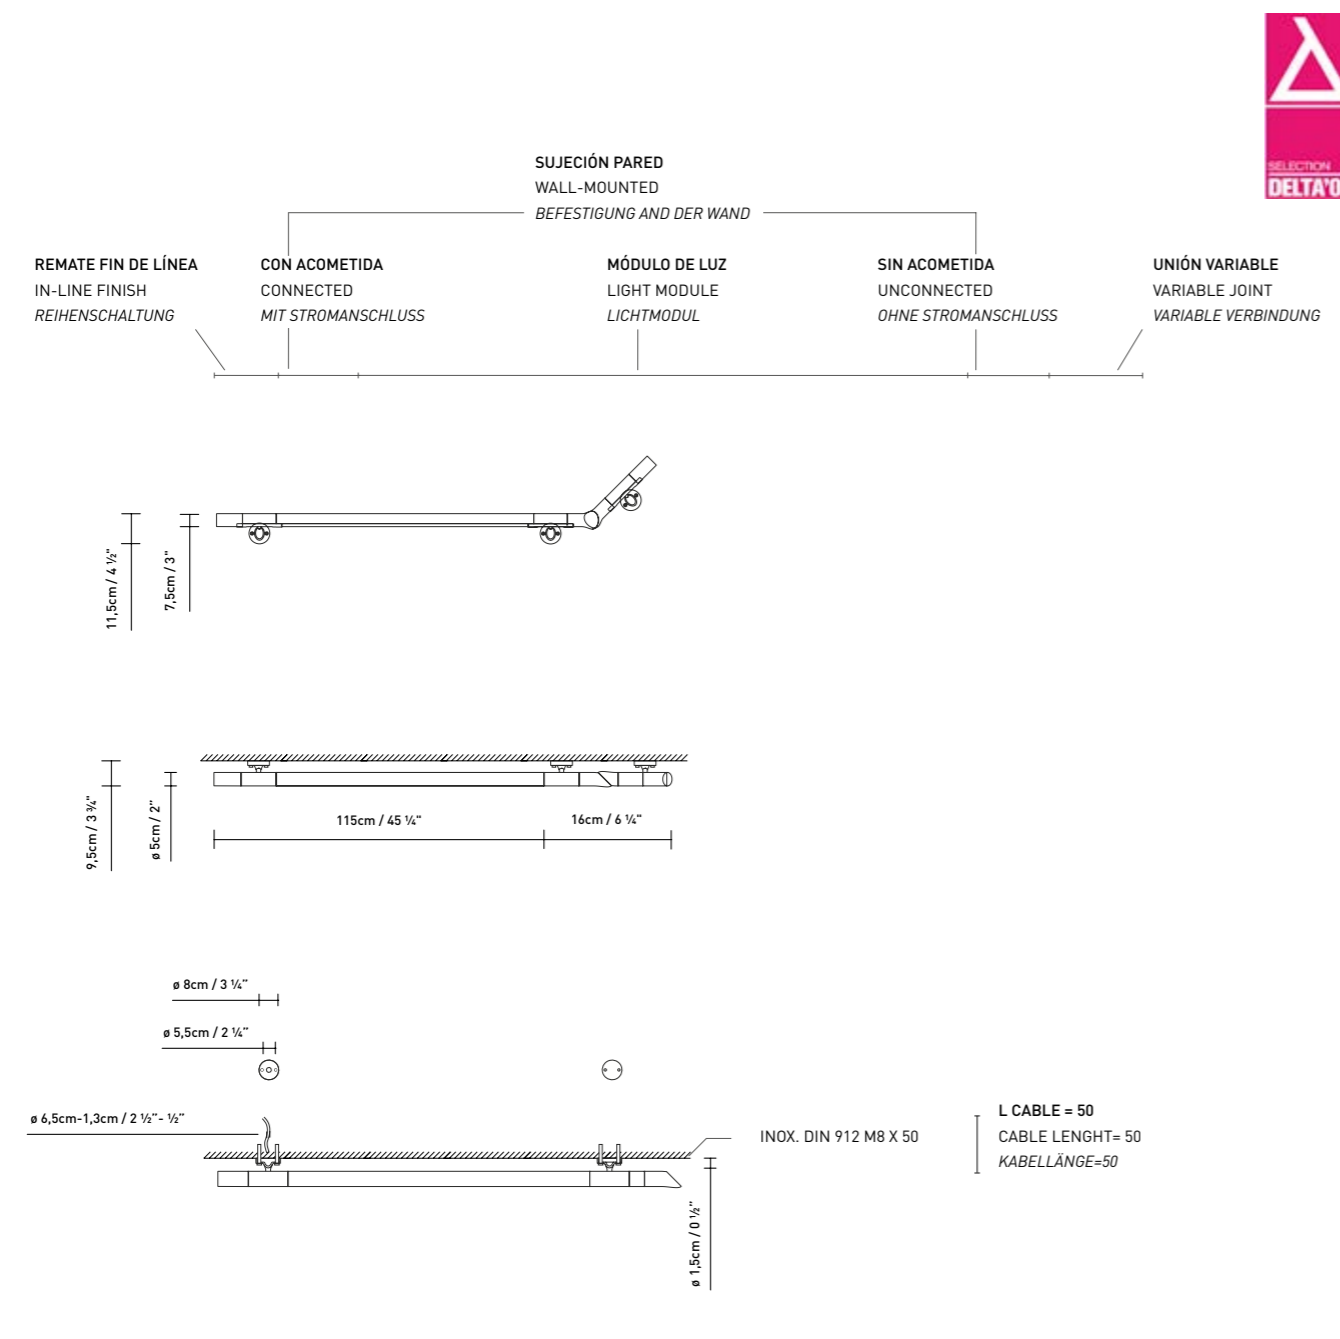 SELECTION
DELTA'0
SUJECIÓN PARED
WALL-MOUNTED
BEFESTIGUNG AND DER WAND
REMATE FIN DE LÍNEA
IN-LINE FINISH
REIHENSCHALTUNG
CON ACOMETIDA
CONNECTED
MIT STROMANSCHLUSS
MÓDULO DE LUZ
LIGHT MODULE
LICHTMODUL
SIN ACOMETIDA
UNCONNECTED
OHNE STROMANSCHLUSS
UNIÓN VARIABLE
VARIABLE JOINT
VARIABLE VERBINDUNG
11,5cm / 4 ½"
7,5cm / 3"
9,5cm / 3 ¾"
ø 5cm / 2"
115cm / 45 ¼"
16cm / 6 ¼"
ø 8cm / 3 ¼"
ø 5,5cm / 2 ¼"
ø 6,5cm-1,3cm / 2 ½"- ½"
INOX. DIN 912 M8 X 50
L CABLE = 50
CABLE LENGHT= 50
KABELLÄNGE=50
ø 1,5cm / 0 ½"